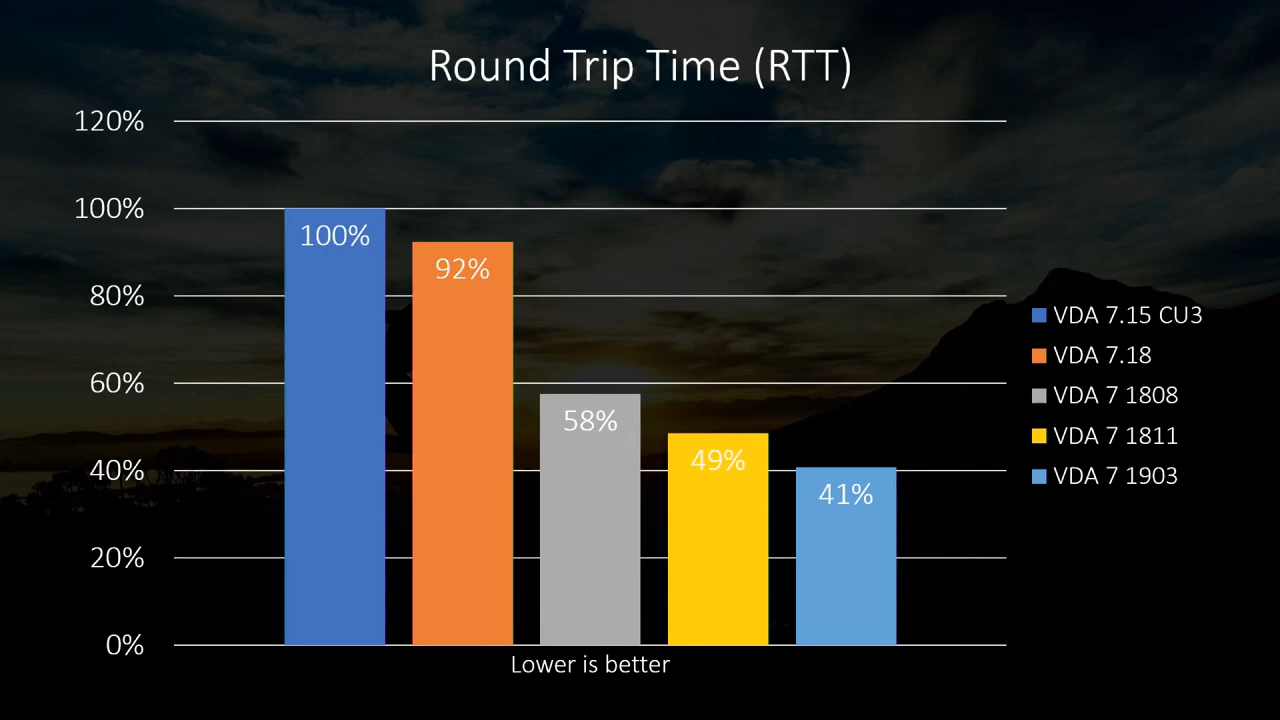 Round Trip Time (RTT)
120%
100%
80%
60%
40%
20%
0%
100%
92%
58%
49%
41%
Lower is better
VDA 7.15 CU3
VDA 7.18
VDA 7 1808
VDA 7 1811
VDA 7 1903